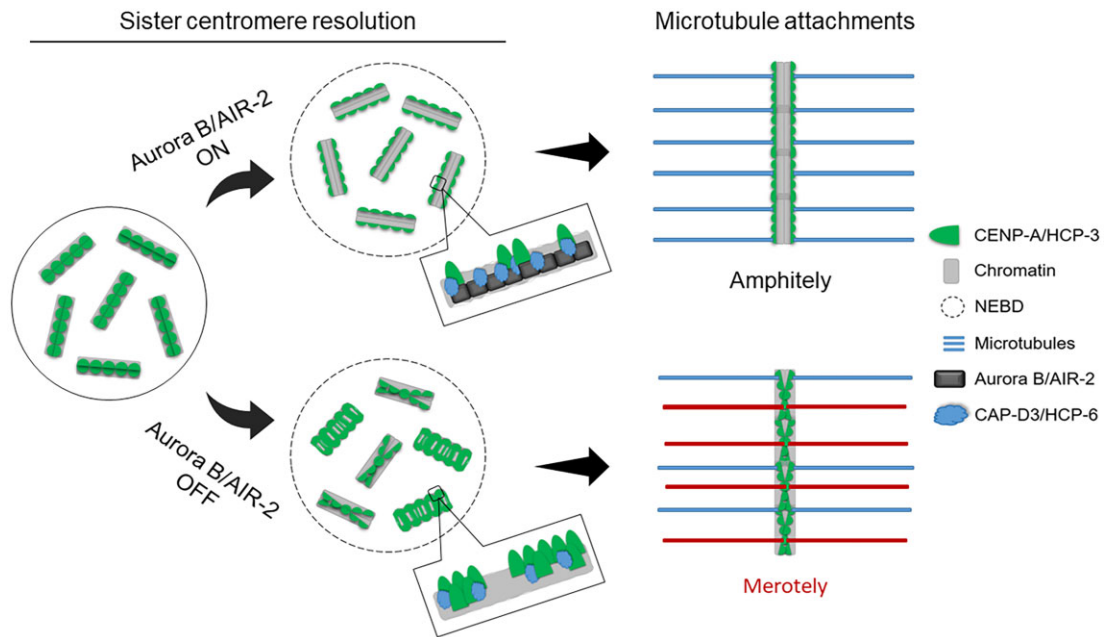 Sister centromere resolution
Microtubule attachments
Aurora B/AIR-2
ON
Amphitely
Aurora B/AIR-2
OFF
Merotely
CENP-A/HCP-3
Chromatin
NEBD
Microtubules
Aurora B/AIR-2
CAP-D3/HCP-6